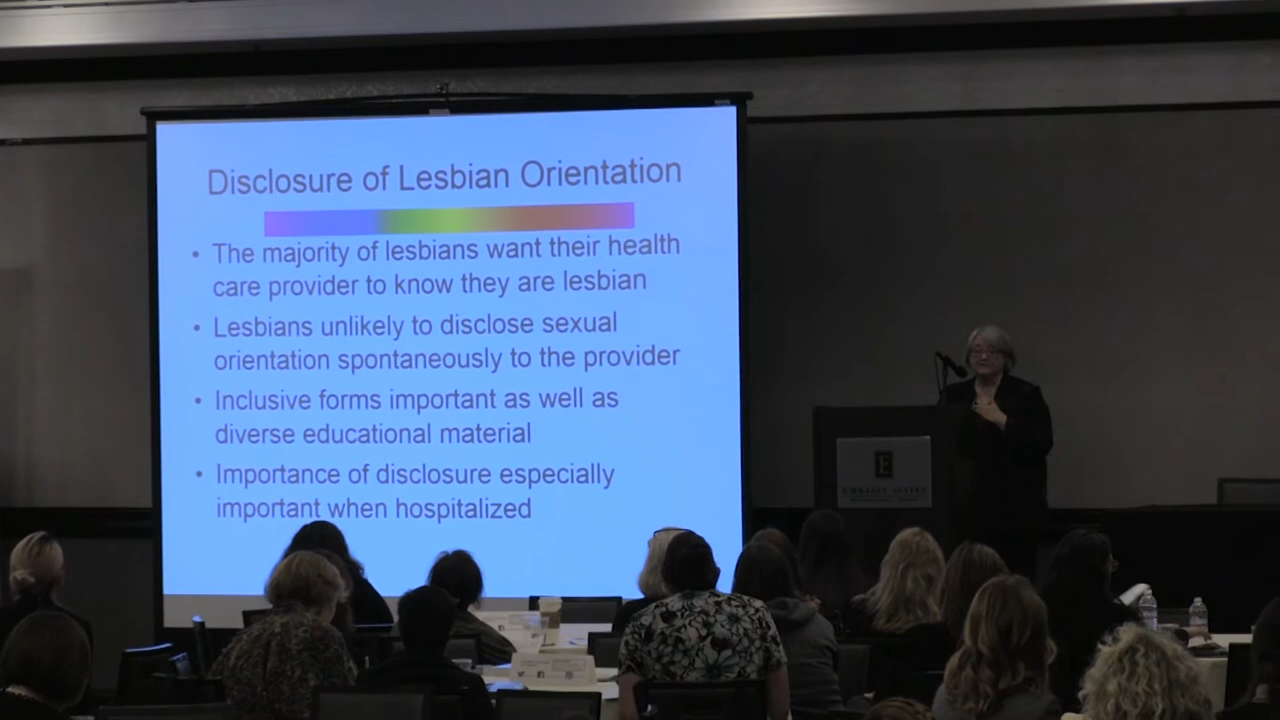 Disclosure of Lesbian Orientation
• The majority of lesbians want their health
care provider to know they are lesbian
• Lesbians unlikely to disclose sexual
orientation spontaneously to the provider
• Inclusive forms important as well as
diverse educational material
• Importance of disclosure especially
important when hospitalized
E
EMBASSY SUITES